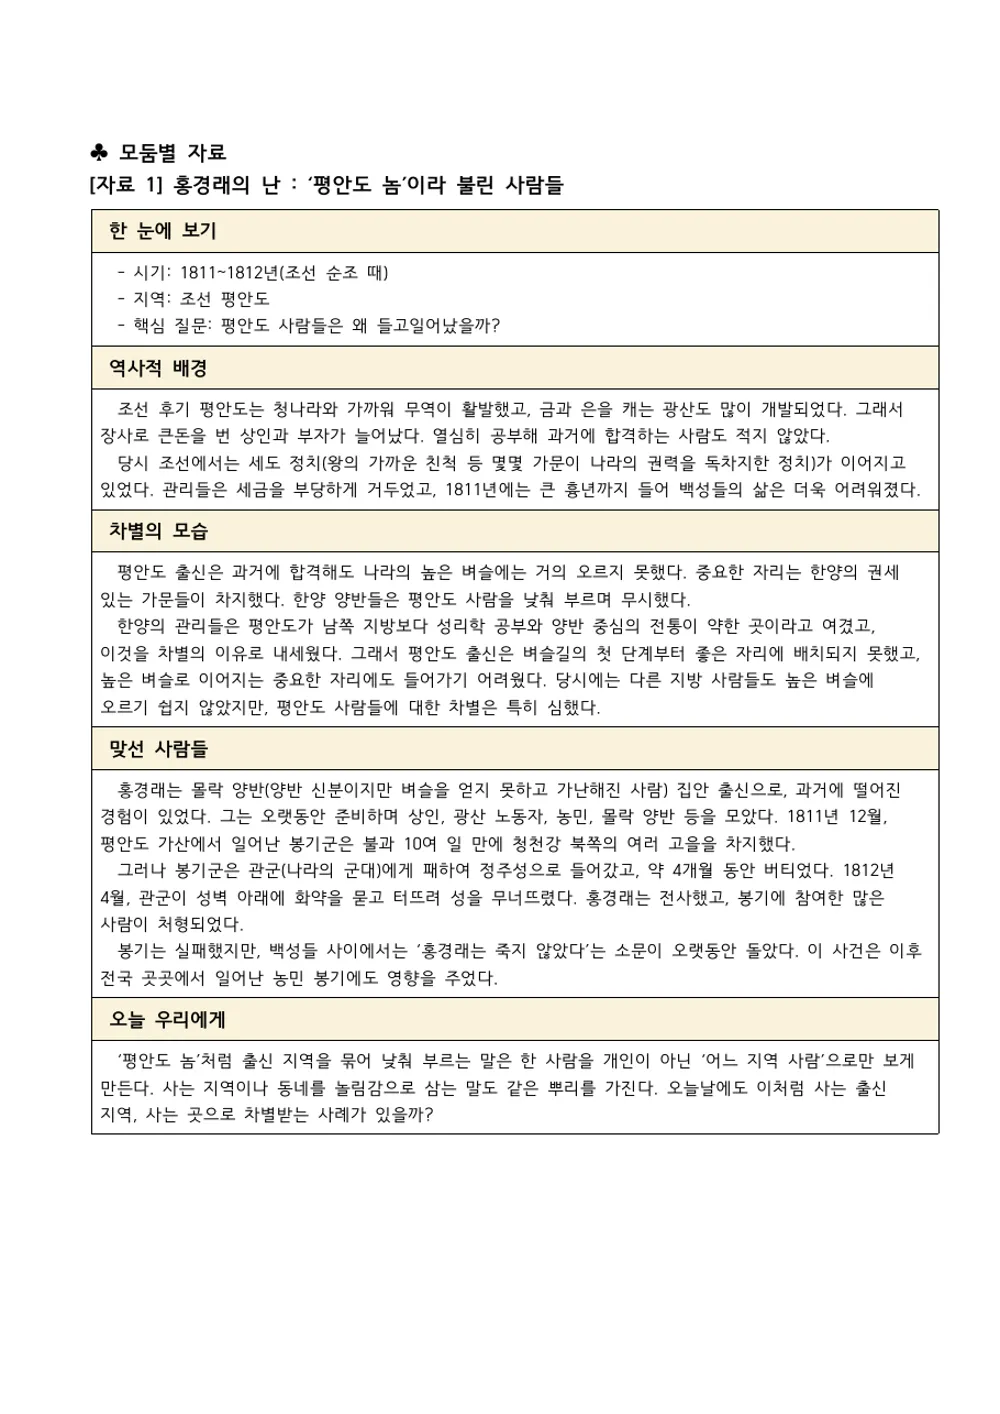 ♣ 모둠별 자료
[자료 1] 홍경래의 난 : ‘평안도 놈’이라 불린 사람들
한 눈에 보기
- 시기: 1811~1812년(조선 순조 때)
- 지역: 조선 평안도
- 핵심 질문: 평안도 사람들은 왜 들고일어났을까?
역사적 배경
조선 후기 평안도는 청나라와 가까워 무역이 활발했고, 금과 은을 캐는 광산도 많이 개발되었다. 그래서
장사로 큰돈을 번 상인과 부자가 늘어났다. 열심히 공부해 과거에 합격하는 사람도 적지 않았다.
당시 조선에서는 세도 정치(왕의 가까운 친척 등 몇몇 가문이 나라의 권력을 독차지한 정치)가 이어지고
있었다. 관리들은 세금을 부당하게 거두었고, 1811년에는 큰 흉년까지 들어 백성들의 삶은 더욱 어려워졌다.
차별의 모습
평안도 출신은 과거에 합격해도 나라의 높은 벼슬에는 거의 오르지 못했다. 중요한 자리는 한양의 권세
있는 가문들이 차지했다. 한양 양반들은 평안도 사람을 낮춰 부르며 무시했다.
한양의 관리들은 평안도가 남쪽 지방보다 성리학 공부와 양반 중심의 전통이 약한 곳이라고 여겼고,
이것을 차별의 이유로 내세웠다. 그래서 평안도 출신은 벼슬길의 첫 단계부터 좋은 자리에 배치되지 못했고,
높은 벼슬로 이어지는 중요한 자리에도 들어가기 어려웠다. 당시에는 다른 지방 사람들도 높은 벼슬에
오르기 쉽지 않았지만, 평안도 사람들에 대한 차별은 특히 심했다.
맞선 사람들
홍경래는 몰락 양반(양반 신분이지만 벼슬을 얻지 못하고 가난해진 사람) 집안 출신으로, 과거에 떨어진
경험이 있었다. 그는 오랫동안 준비하며 상인, 광산 노동자, 농민, 몰락 양반 등을 모았다. 1811년 12월,
평안도 가산에서 일어난 봉기군은 불과 10여 일 만에 청천강 북쪽의 여러 고을을 차지했다.
그러나 봉기군은 관군(나라의 군대)에게 패하여 정주성으로 들어갔고, 약 4개월 동안 버티었다. 1812년
4월, 관군이 성벽 아래에 화약을 묻고 터뜨려 성을 무너뜨렸다. 홍경래는 전사했고, 봉기에 참여한 많은
사람이 처형되었다.
봉기는 실패했지만, 백성들 사이에서는 ‘홍경래는 죽지 않았다’는 소문이 오랫동안 돌았다. 이 사건은 이후
전국 곳곳에서 일어난 농민 봉기에도 영향을 주었다.
오늘 우리에게
‘평안도 놈’처럼 출신 지역을 묶어 낮춰 부르는 말은 한 사람을 개인이 아닌 ‘어느 지역 사람’으로만 보게
만든다. 사는 지역이나 동네를 놀림감으로 삼는 말도 같은 뿌리를 가진다. 오늘날에도 이처럼 사는 출신
지역, 사는 곳으로 차별받는 사례가 있을까?